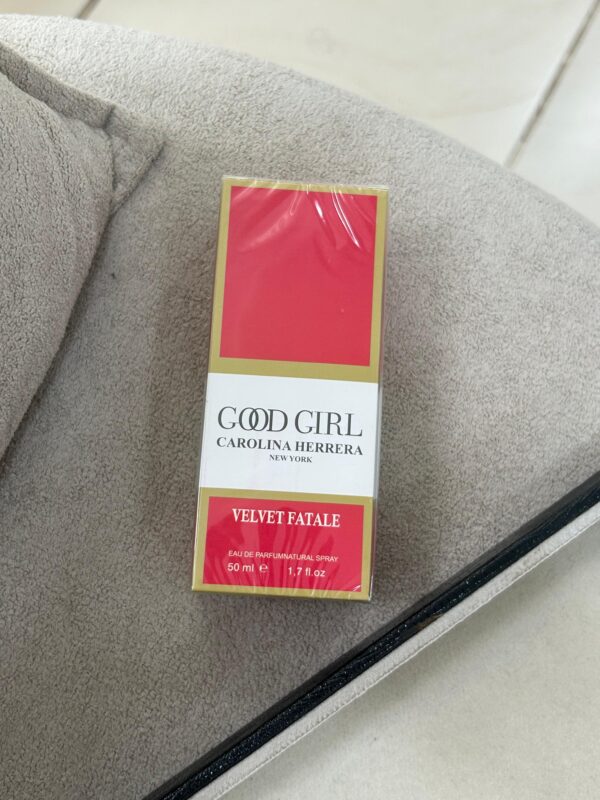 GOOD GIRL
CAROLINA HERRERA
NEW YORK
VELVET FATALE
EAU DE PARFUMNATURAL SPRAY
50 ml ℮ 1,7 fl.oz